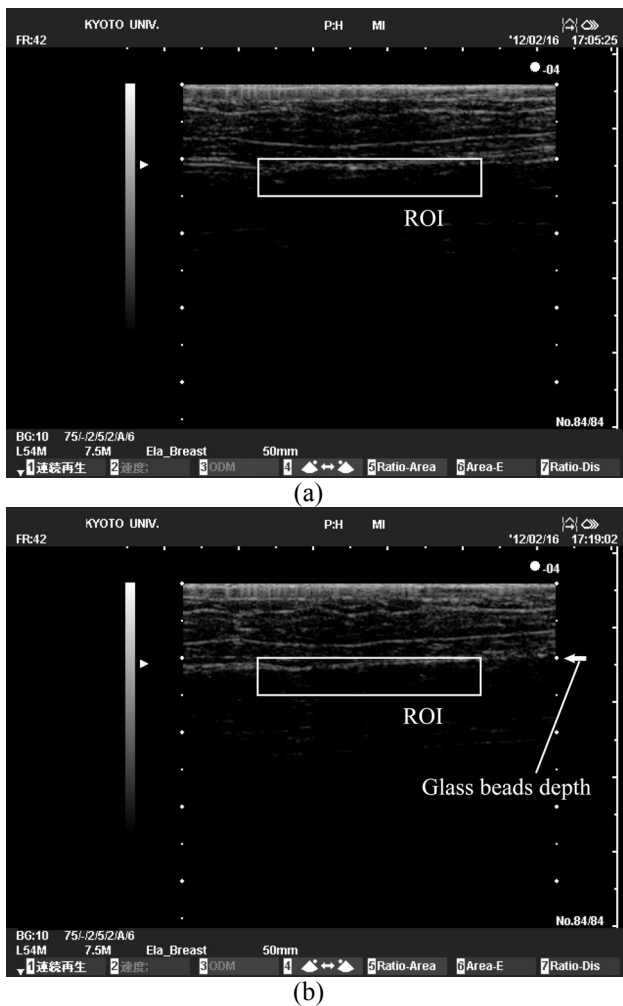 KYOTO UNIV. P:H MI
FR:42 '12/02/16 17:05:25
-04
ROI
No.84/84
BG:10 75/-/2/5/2/A/6
L54M 7.5M Ela_Breast 50mm
1連続再生 2速度; 3ODM 4 ↔ 5Ratio-Area 6Area-E 7Ratio-Dis
(a)
KYOTO UNIV. P:H MI
FR:42 '12/02/16 17:19:02
-04
ROI
Glass beads depth
No.84/84
BG:10 75/-/2/5/2/A/6
L54M 7.5M Ela_Breast 50mm
1連続再生 2速度; 3ODM 4 ↔ 5Ratio-Area 6Area-E 7Ratio-Dis
(b)